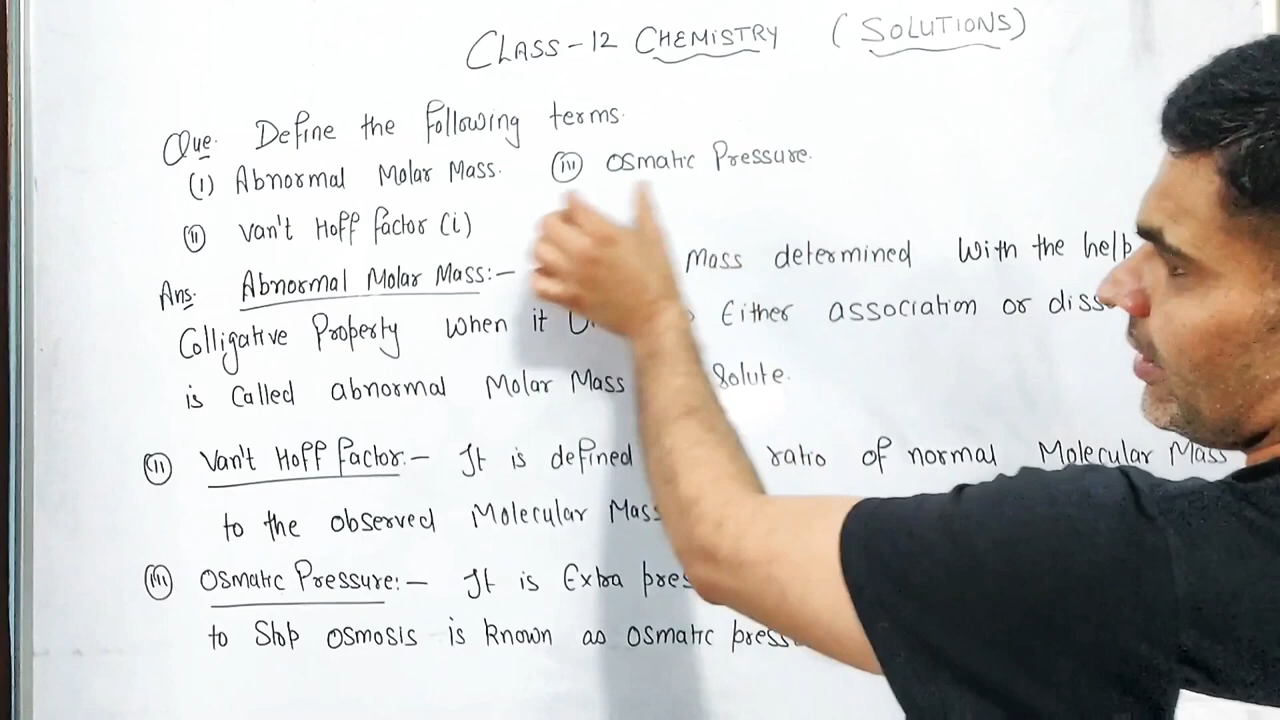 CLASS-12 CHEMISTRY (SOLUTIONS)
Que. Define the following terms.
(I) Abnormal Molar Mass. (III) Osmatic Pressure.
(II) Van't Hoff factor (i)
Ans. Abnormal Molar Mass:- Mass determined With the help
Colligative Property When it Either association or diss
is Called abnormal Molar Mass Solute.
(II) Van't Hoff factor:- It is defined ratio of normal Molecular Mass
to the observed Molecular Mass
(III) Osmatic Pressure:- It is Extra pres
to Stop osmosis is known as osmatic press